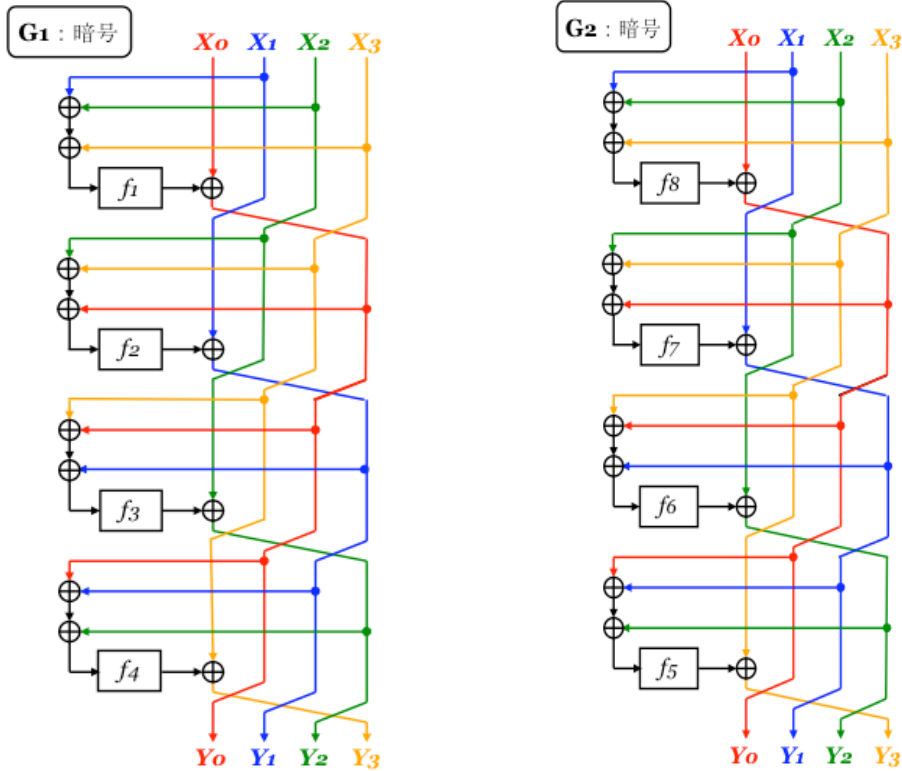 G1：暗号
X0 X1 X2 X3
f1
f2
f3
f4
Y0 Y1 Y2 Y3
G2：暗号
X0 X1 X2 X3
f8
f7
f6
f5
Y0 Y1 Y2 Y3